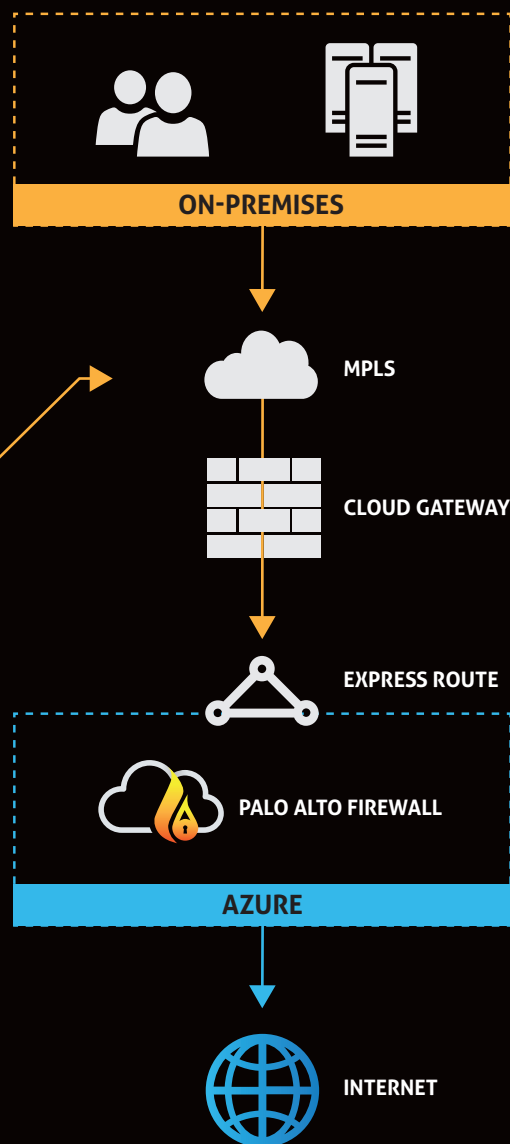 ON-PREMISES
MPLS
CLOUD GATEWAY
EXPRESS ROUTE
PALO ALTO FIREWALL
AZURE
INTERNET